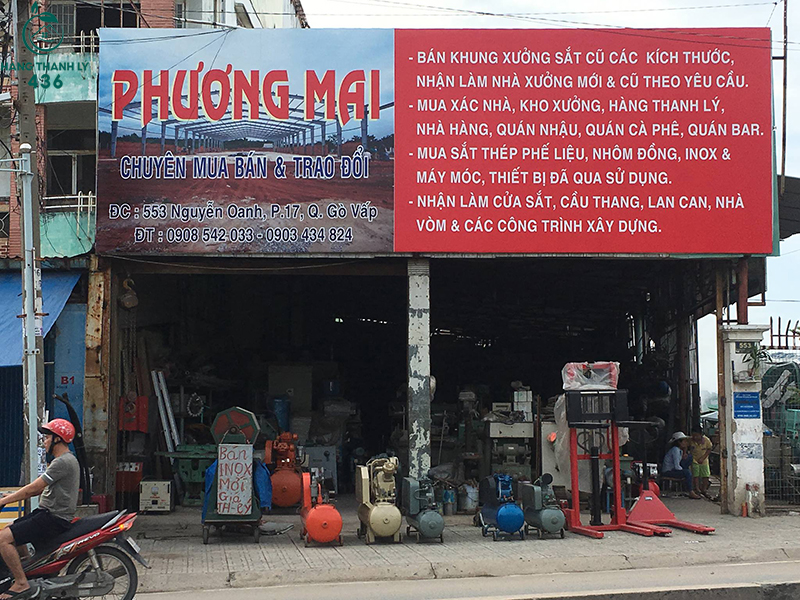 HÀNG THANH LÝ
436
PHƯƠNG MAI
CHUYÊN MUA BÁN & TRAO ĐỔI
ĐC : 553 Nguyễn Oanh, P.17, Q. Gò Vấp
ĐT : 0908 542 033 - 0903 434 824
- BÁN KHUNG XƯỞNG SẮT CŨ CÁC KÍCH THƯỚC,
NHẬN LÀM NHÀ XƯỞNG MỚI & CŨ THEO YÊU CẦU.
- MUA XÁC NHÀ, KHO XƯỞNG, HÀNG THANH LÝ,
NHÀ HÀNG, QUÁN NHẬU, QUÁN CÀ PHÊ, QUÁN BAR.
- MUA SẮT THÉP PHẾ LIỆU, NHÔM ĐỒNG, INOX &
MÁY MÓC, THIẾT BỊ ĐÃ QUA SỬ DỤNG.
- NHẬN LÀM CỬA SẮT, CẦU THANG, LAN CAN, NHÀ
VÒM & CÁC CÔNG TRÌNH XÂY DỰNG.
553
B1
Bán
INOX
Mới
Giá
TH-LÝ